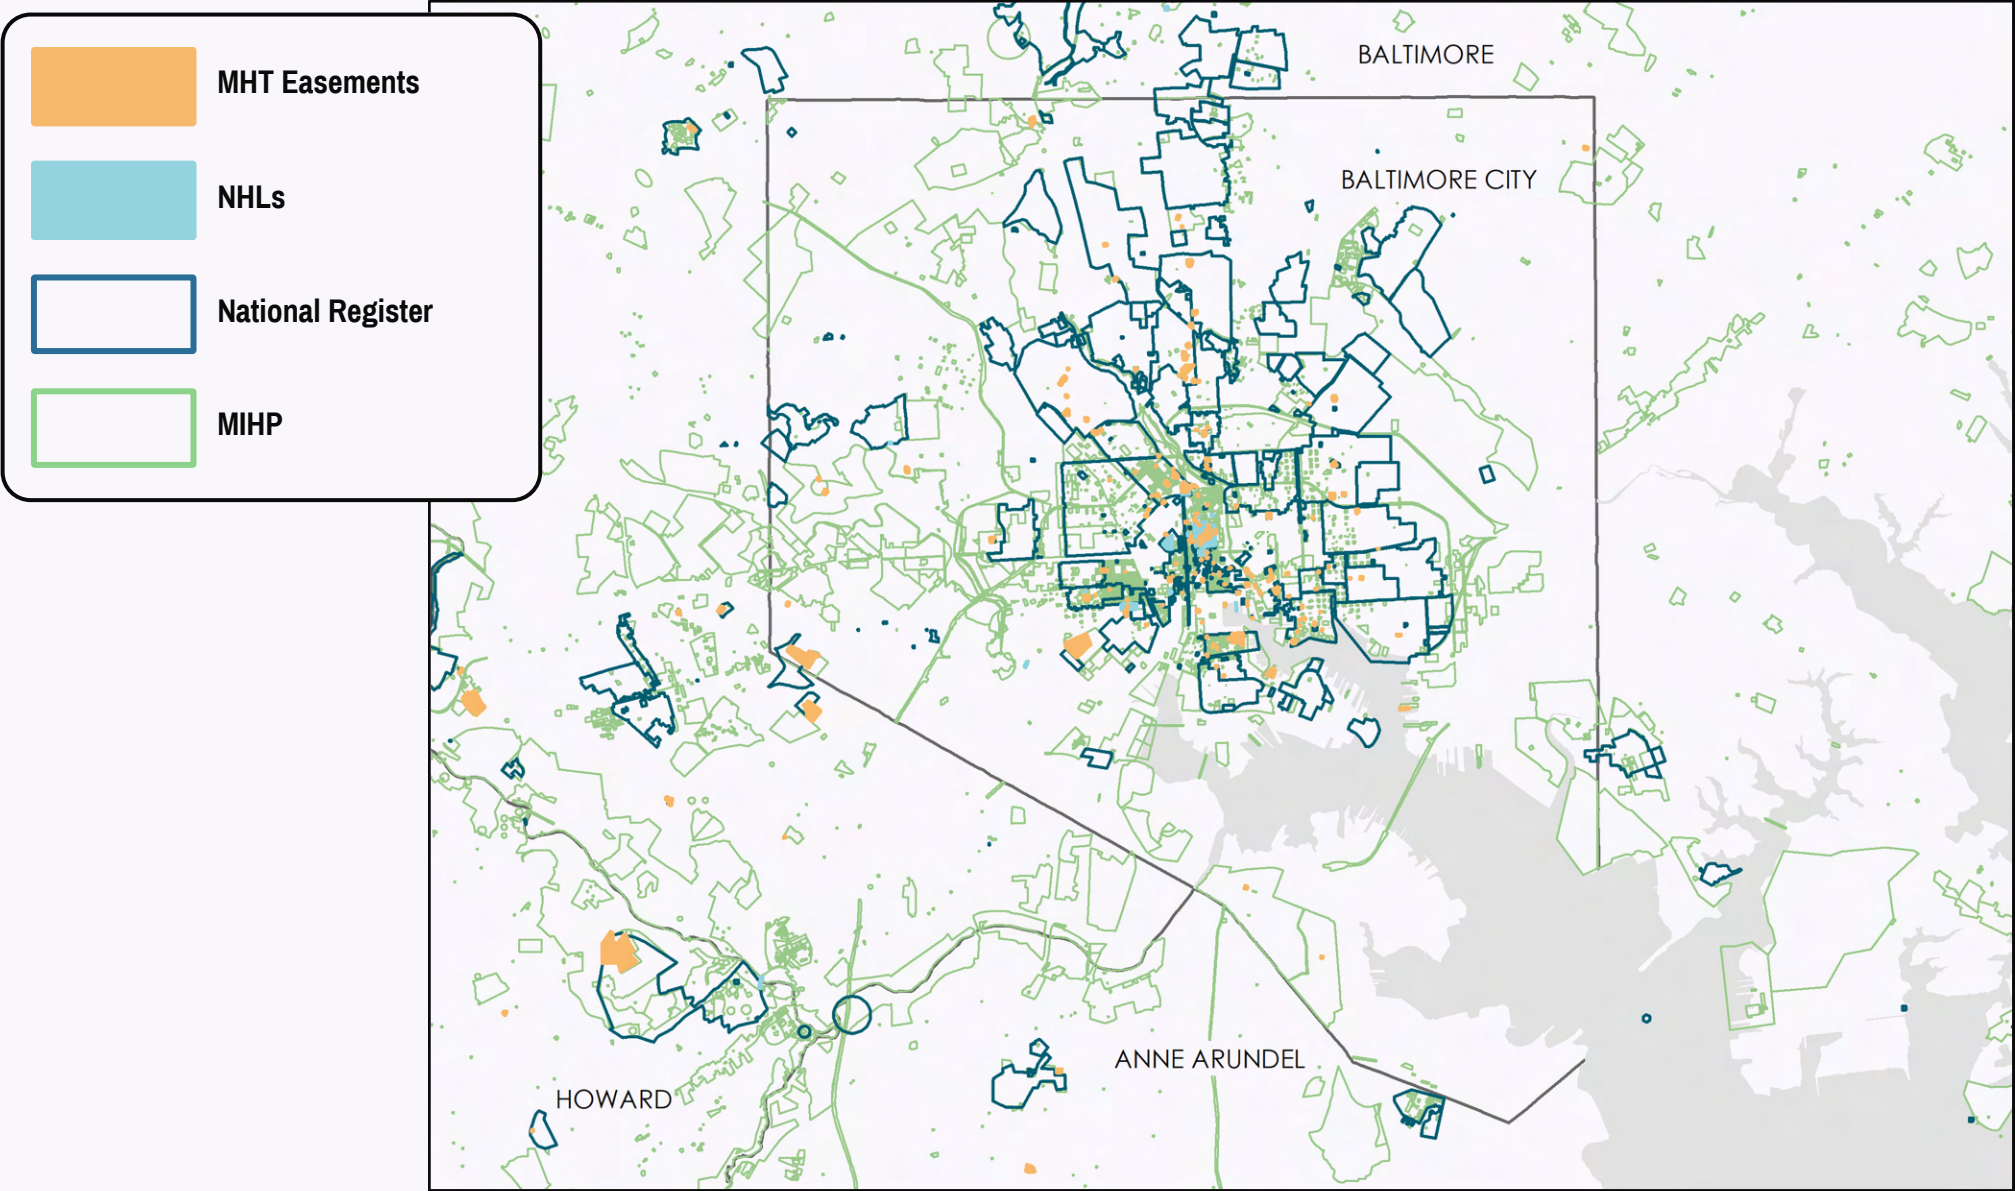 MHT Easements
NHLs
National Register
MIHP
BALTIMORE
BALTIMORE CITY
ANNE ARUNDEL
HOWARD